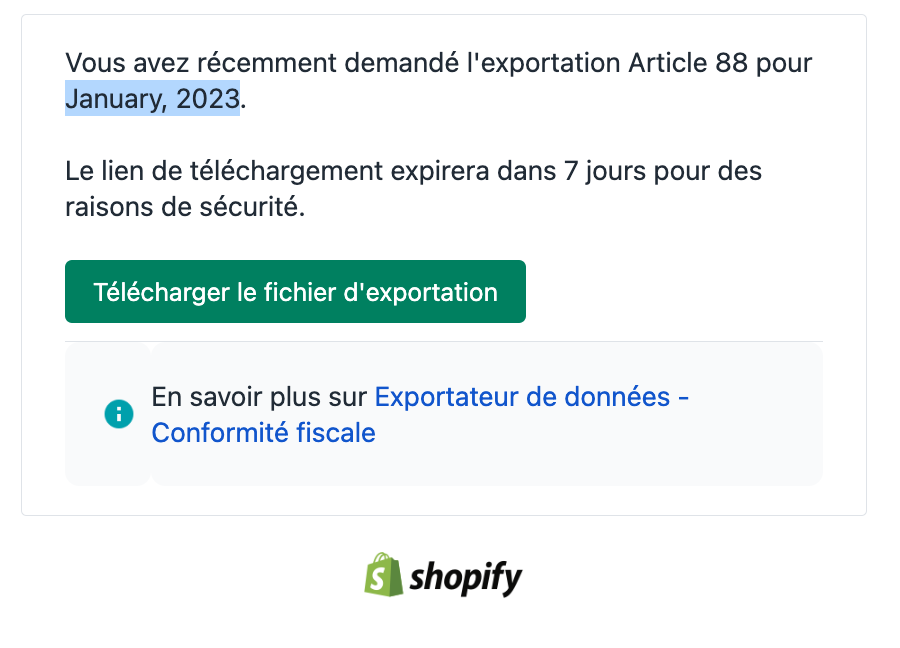 Vous avez récemment demandé l'exportation Article 88 pour
January, 2023.
Le lien de téléchargement expirera dans 7 jours pour des
raisons de sécurité.
Télécharger le fichier d'exportation
En savoir plus sur Exportateur de données -
Conformité fiscale
shopify